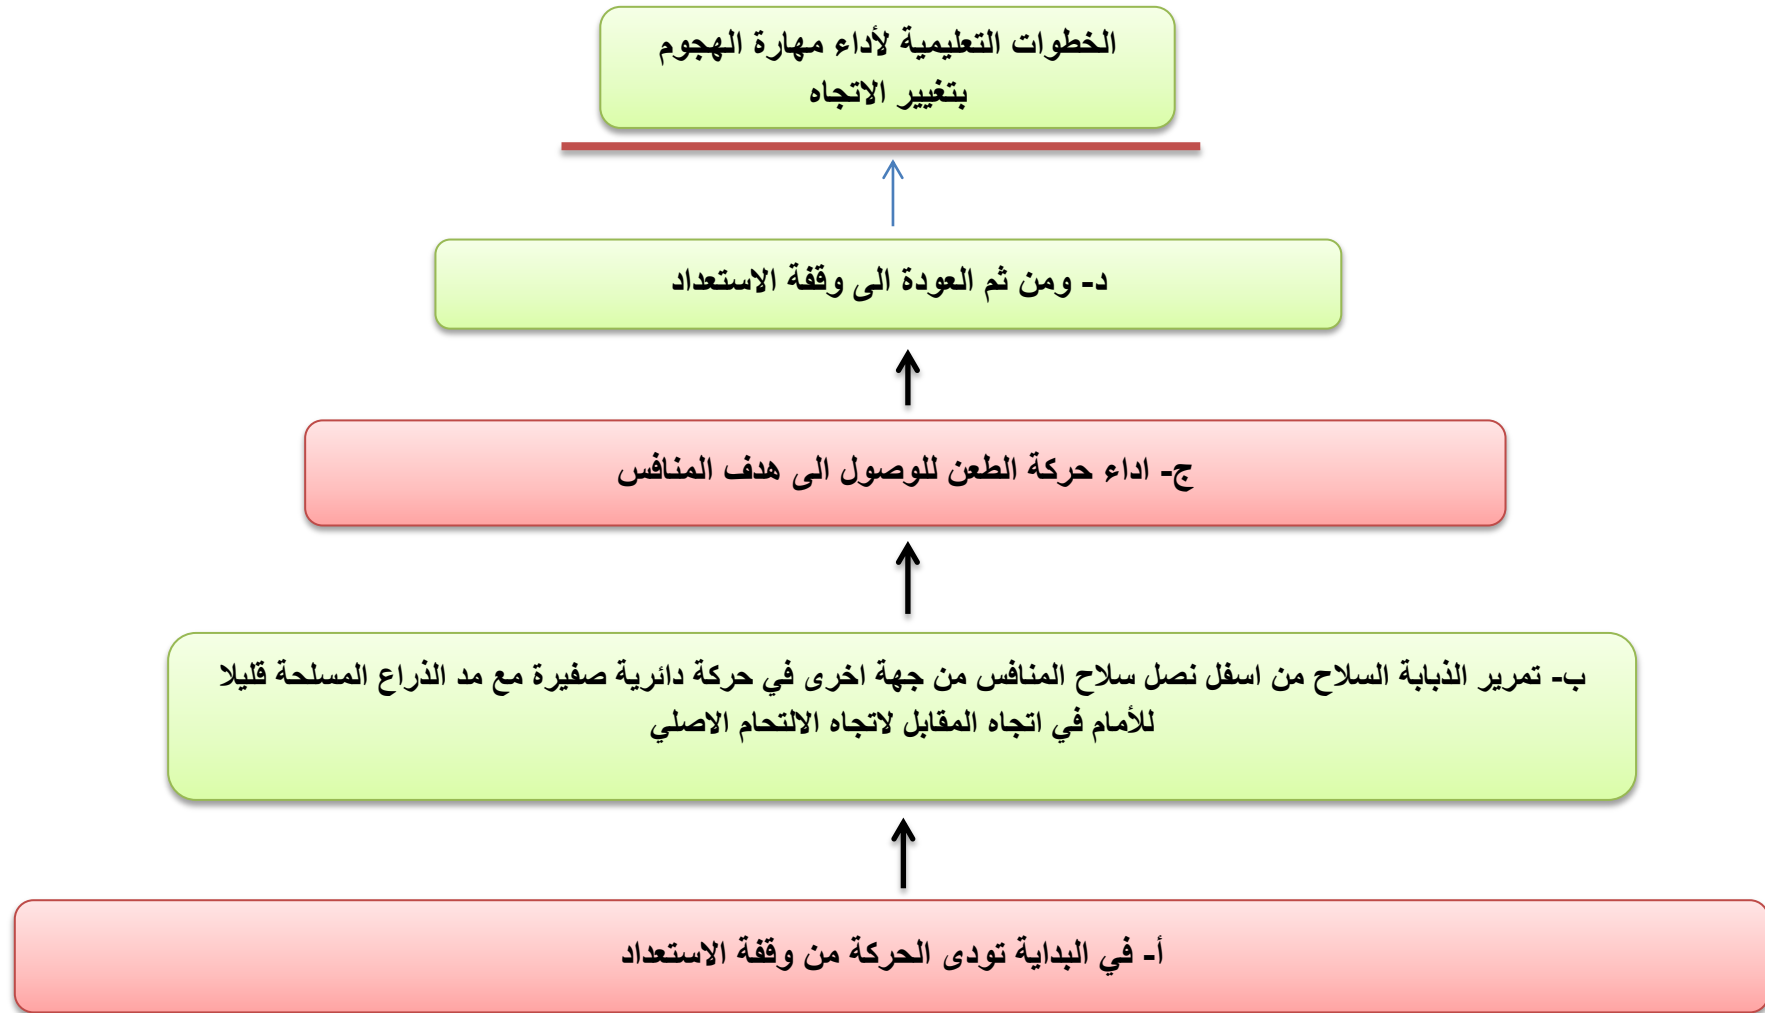 الخطوات التعليمية لأداء مهارة الهجوم
بتغيير الاتجاه
د- ومن ثم العودة الى وقفة الاستعداد
ج- اداء حركة الطعن للوصول الى هدف المنافس
ب- تمرير الذبابة السلاح من اسفل نصل سلاح المنافس من جهة اخرى في حركة دائرية صفيرة مع مد الذراع المسلحة قليلا
للأمام في اتجاه المقابل لاتجاه الالتحام الاصلي
أ- في البداية تودى الحركة من وقفة الاستعداد